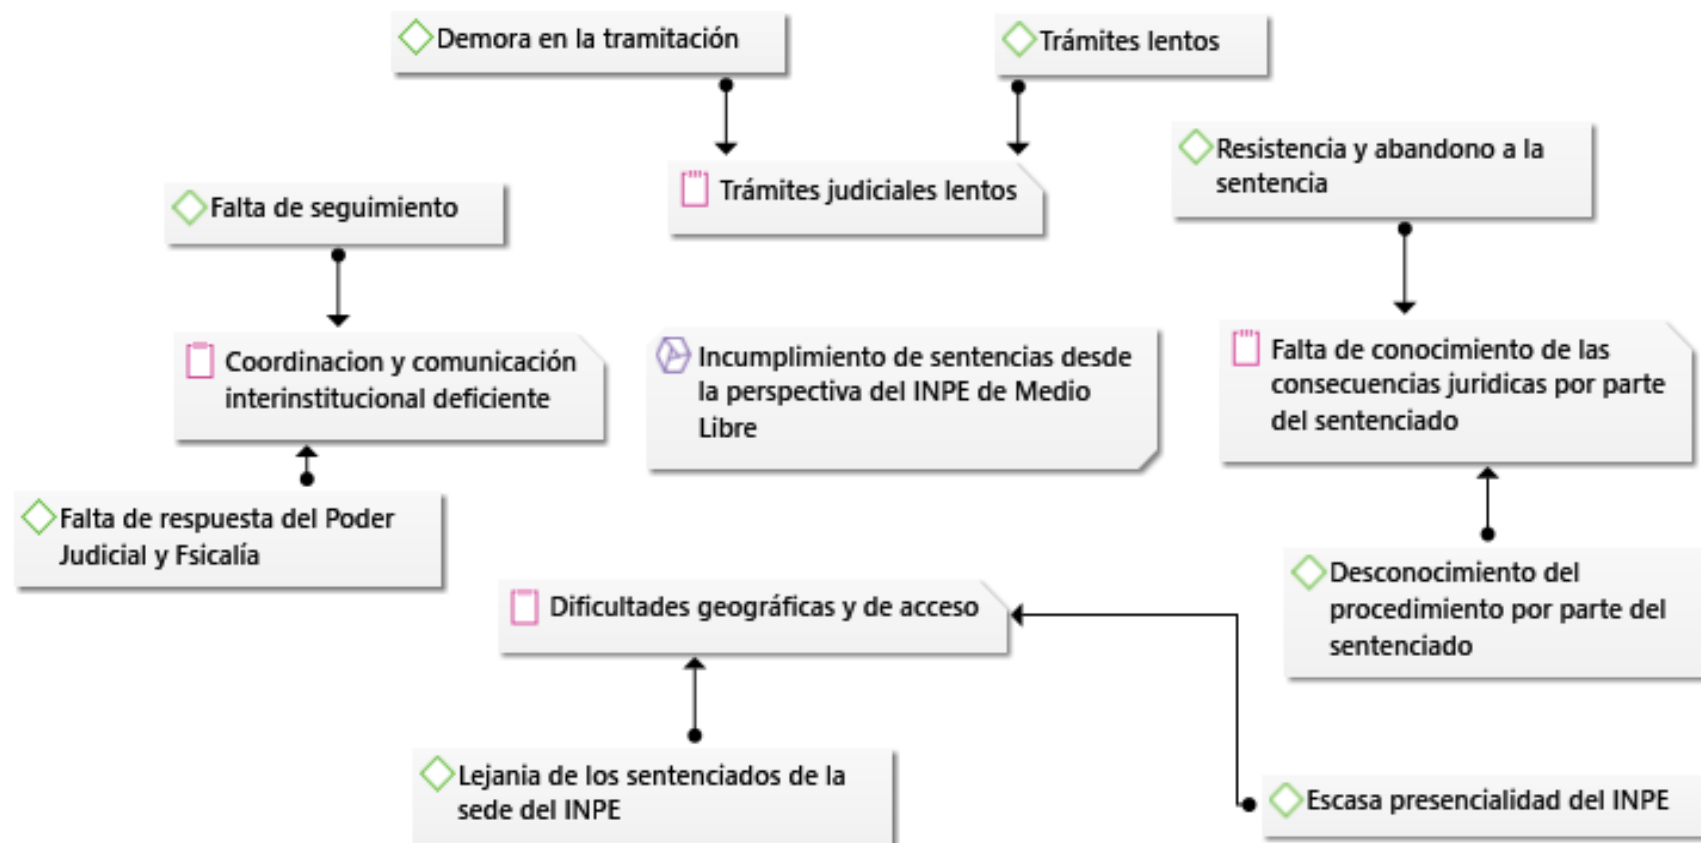 Demora en la tramitación
Trámites lentos
Resistencia y abandono a la
sentencia
Trámites judiciales lentos
Falta de seguimiento
Coordinacion y comunicación
interinstitucional deficiente
Incumplimiento de sentencias desde
la perspectiva del INPE de Medio
Libre
Falta de conocimiento de las
consecuencias juridicas por parte
del sentenciado
Falta de respuesta del Poder
Judicial y Fsicalía
Dificultades geográficas y de acceso
Desconocimiento del
procedimiento por parte del
sentenciado
Lejania de los sentenciados de la
sede del INPE
Escasa presencialidad del INPE